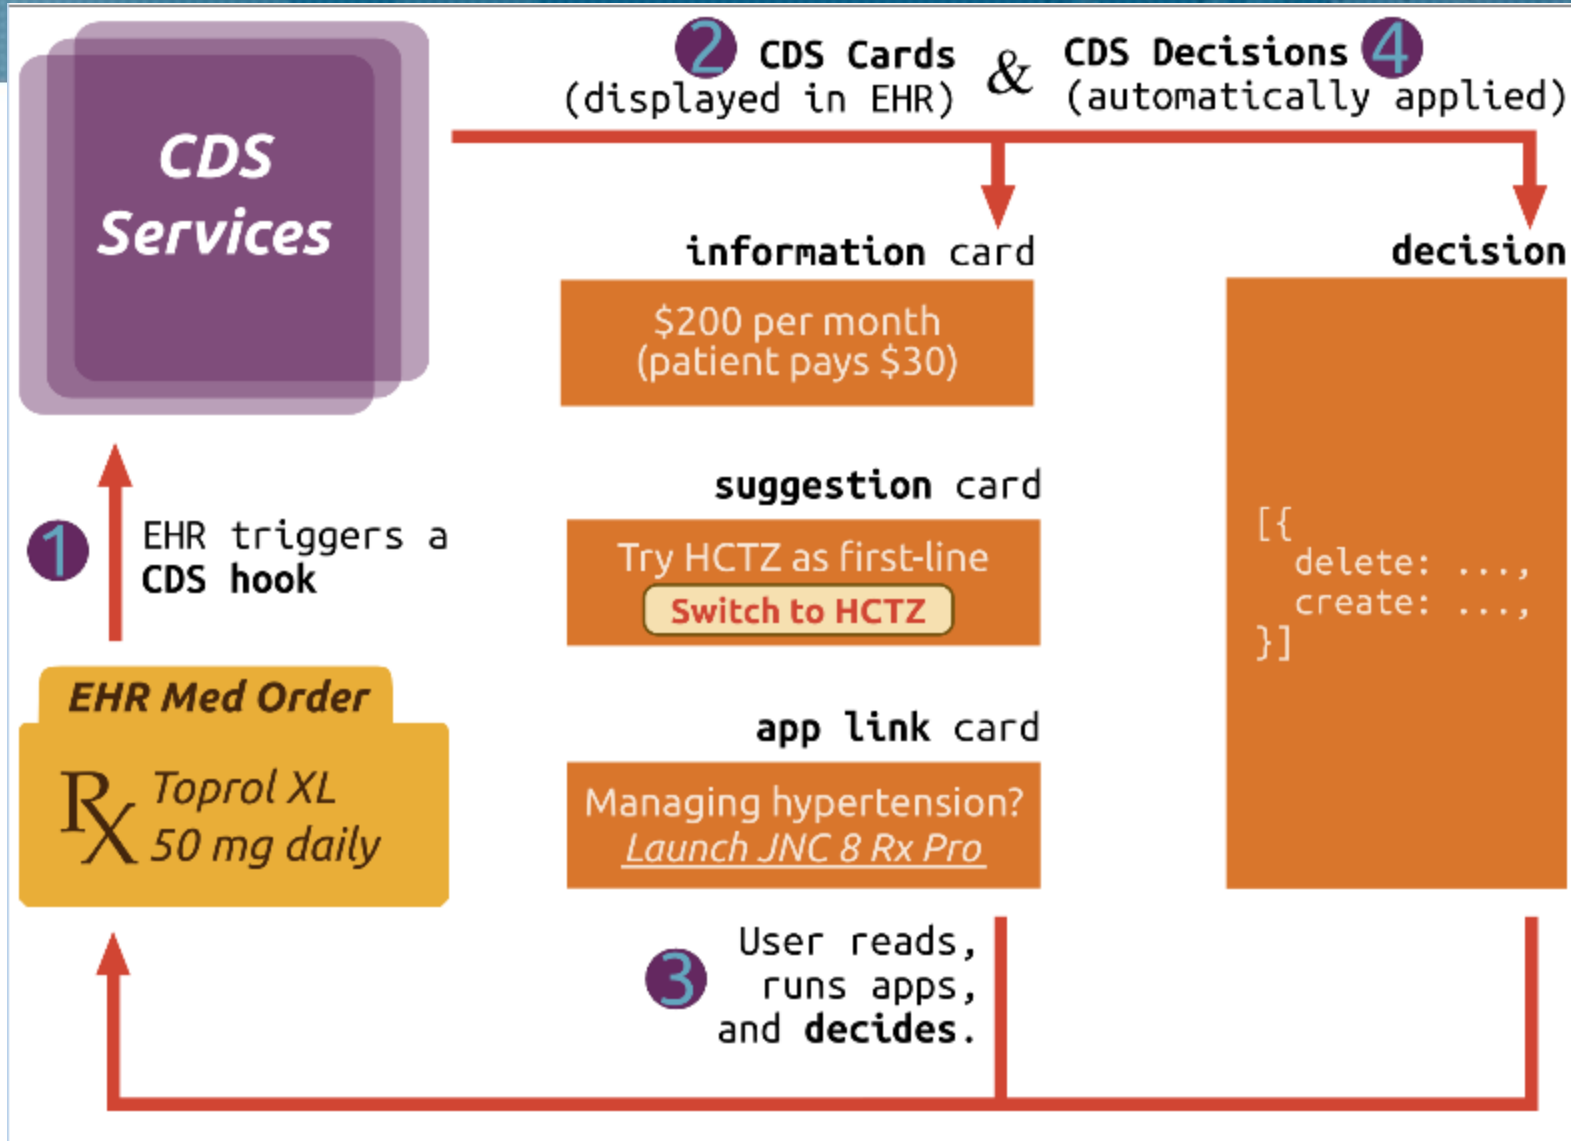 CDS
Services
2 CDS Cards
(displayed in EHR)
&
CDS Decisions 4
(automatically applied)
information card
$200 per month
(patient pays $30)
decision
[{
delete: ...,
create: ...,
}]
suggestion card
Try HCTZ as first-line
Switch to HCTZ
1 EHR triggers a
CDS hook
EHR Med Order
Rx Toprol XL
50 mg daily
app link card
Managing hypertension?
Launch JNC 8 Rx Pro
3 User reads,
runs apps,
and decides.